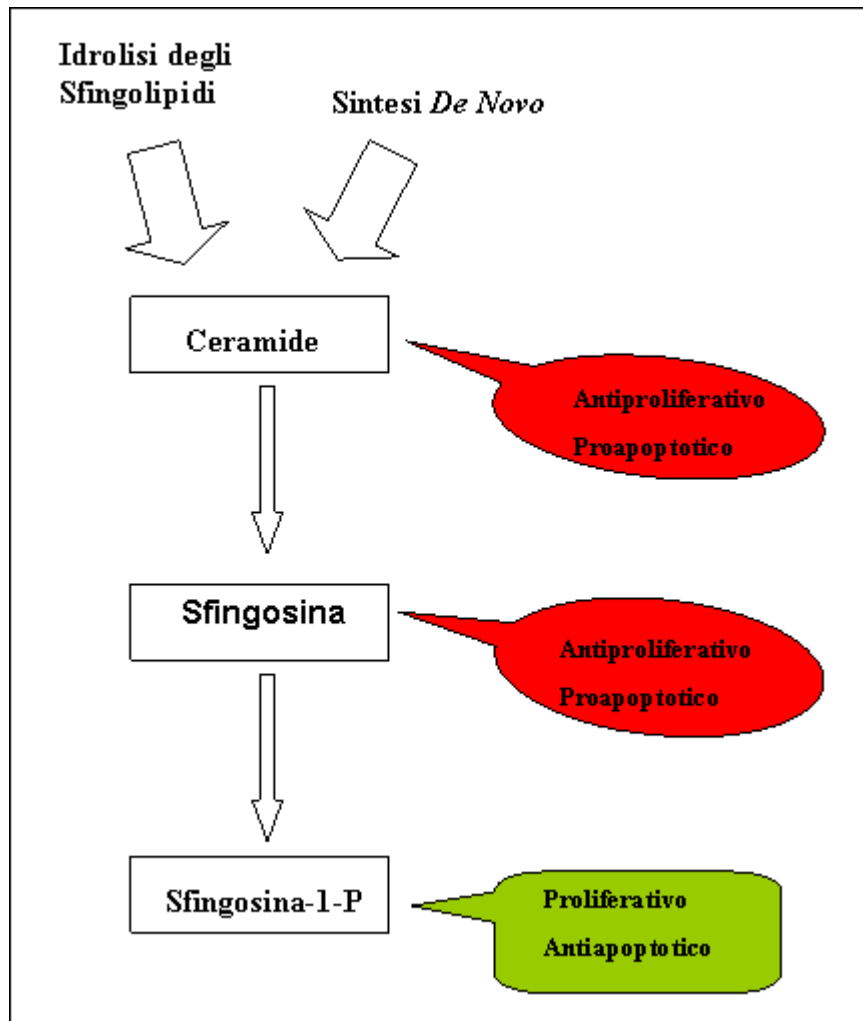 Idrolisi degli
Sfingolipidi
Sintesi De Novo
Ceramide
Antiproliferativo
Proapoptotico
Sfingosina
Antiproliferativo
Proapoptotico
Sfingosina-1-P
Proliferativo
Antiapoptotico